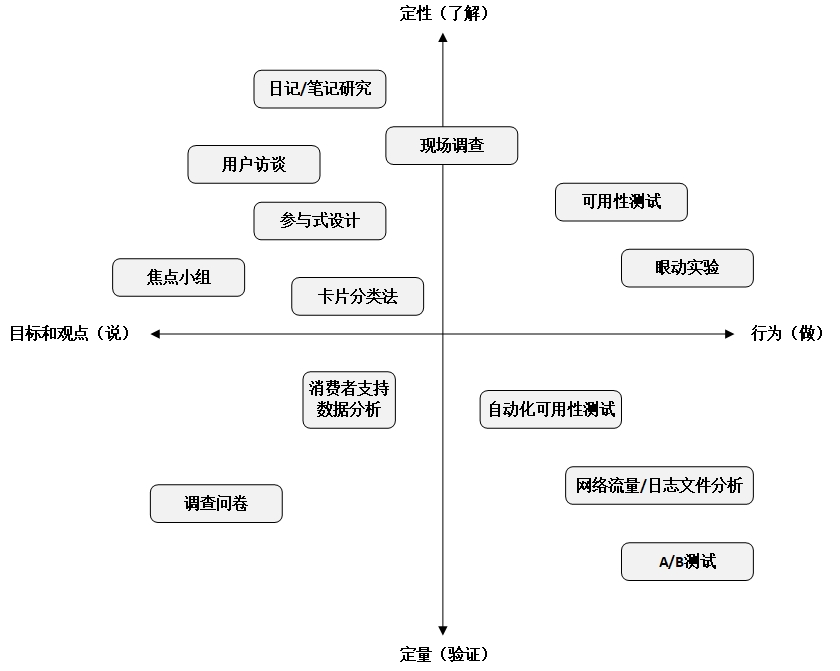 定性（了解）
日记/笔记研究
现场调查
用户访谈
可用性测试
参与式设计
眼动实验
焦点小组
卡片分类法
目标和观点（说）
行为（做）
消费者支持
数据分析
自动化可用性测试
网络流量/日志文件分析
调查问卷
A/B测试
定量（验证）